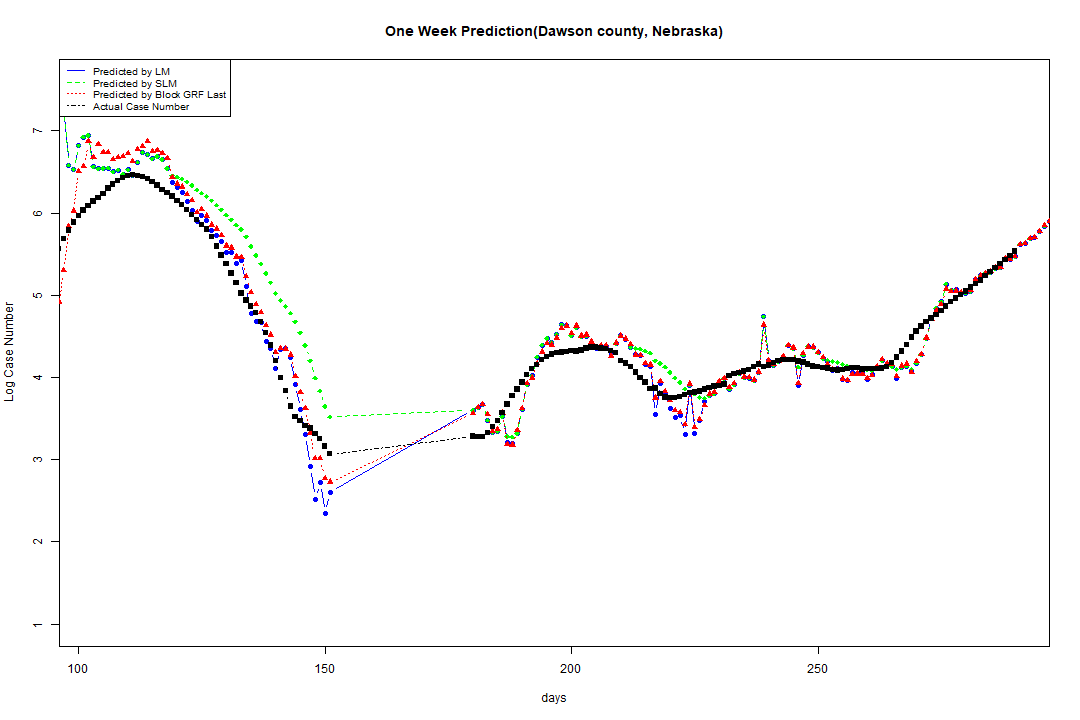 One Week Prediction(Dawson county, Nebraska)
Predicted by LM
Predicted by SLM
Predicted by Block GRF Last
Actual Case Number
Log Case Number
7
6
5
4
3
2
1
100 150 200 250
days